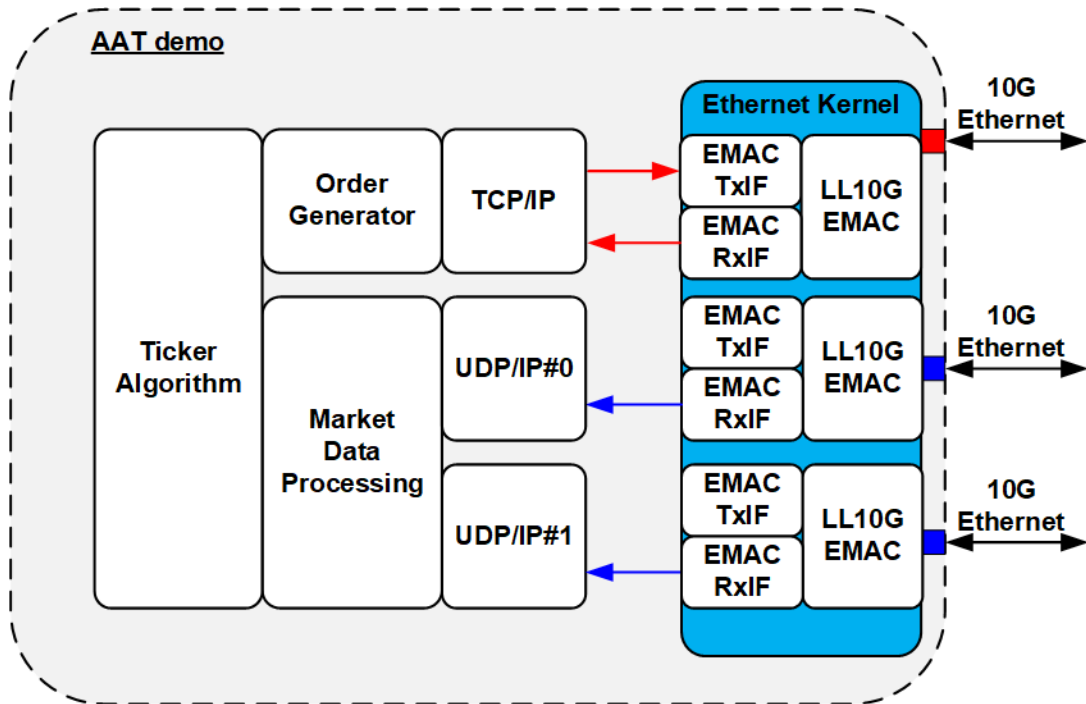 AAT demo
Ethernet Kernel
10G
Ethernet
Ticker
Algorithm
Order
Generator
TCP/IP
EMAC
TxIF
EMAC
RxIF
LL10G
EMAC
Market
Data
Processing
UDP/IP#0
EMAC
TxIF
EMAC
RxIF
LL10G
EMAC
10G
Ethernet
UDP/IP#1
EMAC
TxIF
EMAC
RxIF
LL10G
EMAC
10G
Ethernet